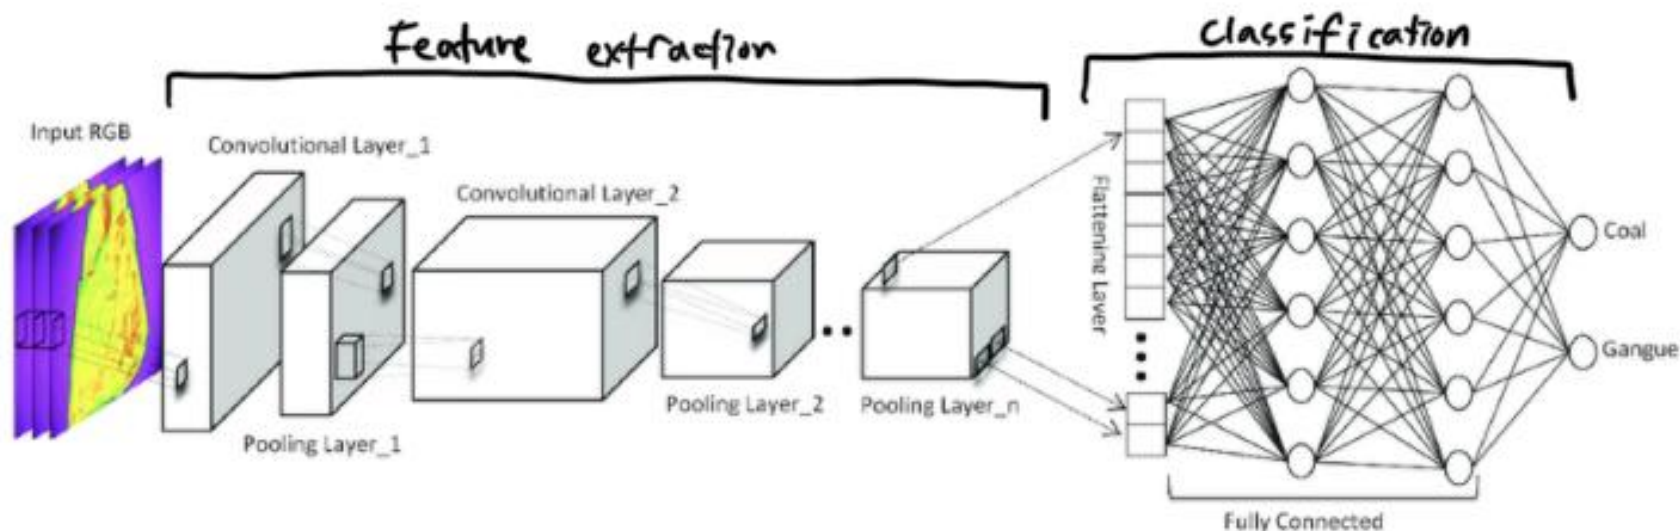 Feature extraction
Classification
Input RGB
Convolutional Layer_1
Convolutional Layer_2
Pooling Layer_1
Pooling Layer_2
Pooling Layer_n
Flattening Layer
Coal
Gangue
Fully Connected